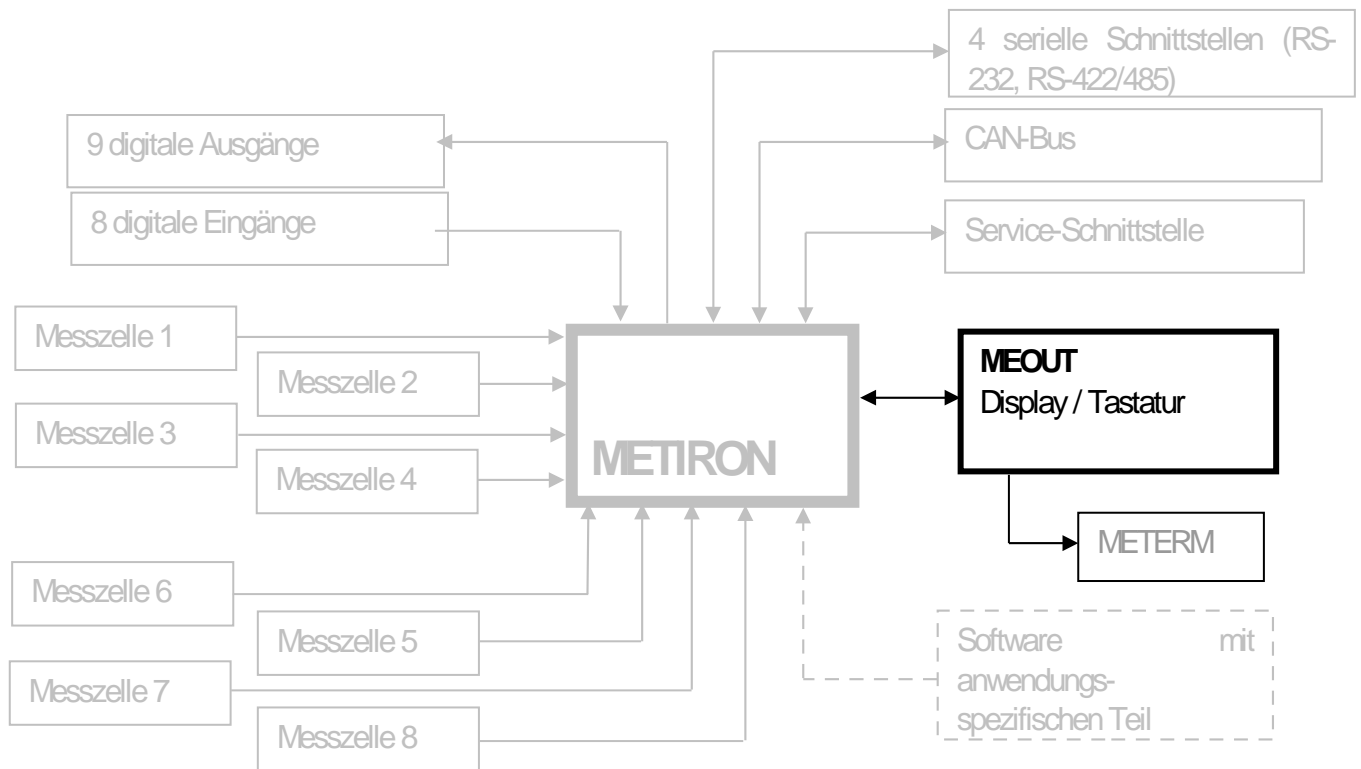 4 serielle Schnittstellen (RS-
232, RS-422/485)
9 digitale Ausgänge
CAN-Bus
8 digitale Eingänge
Service-Schnittstelle
Messzelle 1
Messzelle 2
Messzelle 3
Messzelle 4
METIRON
MEOUT
Display / Tastatur
METERM
Messzelle 6
Messzelle 5
Messzelle 7
Messzelle 8
Software mit
anwendungs-
spezifischen Teil